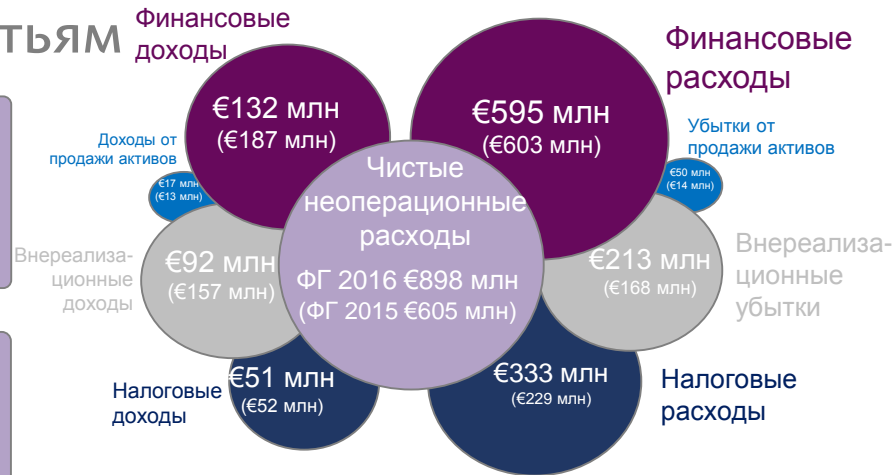 ТЬЯМ
Финансовые
доходы
€132 млн
(€187 млн)
Финансовые
расходы
€595 млн
(€603 млн)
Доходы от
продажи активов
€17 млн
(€13 млн)
Убытки от
продажи активов
€50 млн
(€14 млн)
Чистые
неоперационные
расходы
ФГ 2016 €898 млн
(ФГ 2015 €605 млн)
Внереализа-
ционные
доходы
€92 млн
(€157 млн)
€213 млн
(€168 млн)
Внереализа-
ционные
убытки
Налоговые
доходы
€51 млн
(€52 млн)
€333 млн
(€229 млн)
Налоговые
расходы